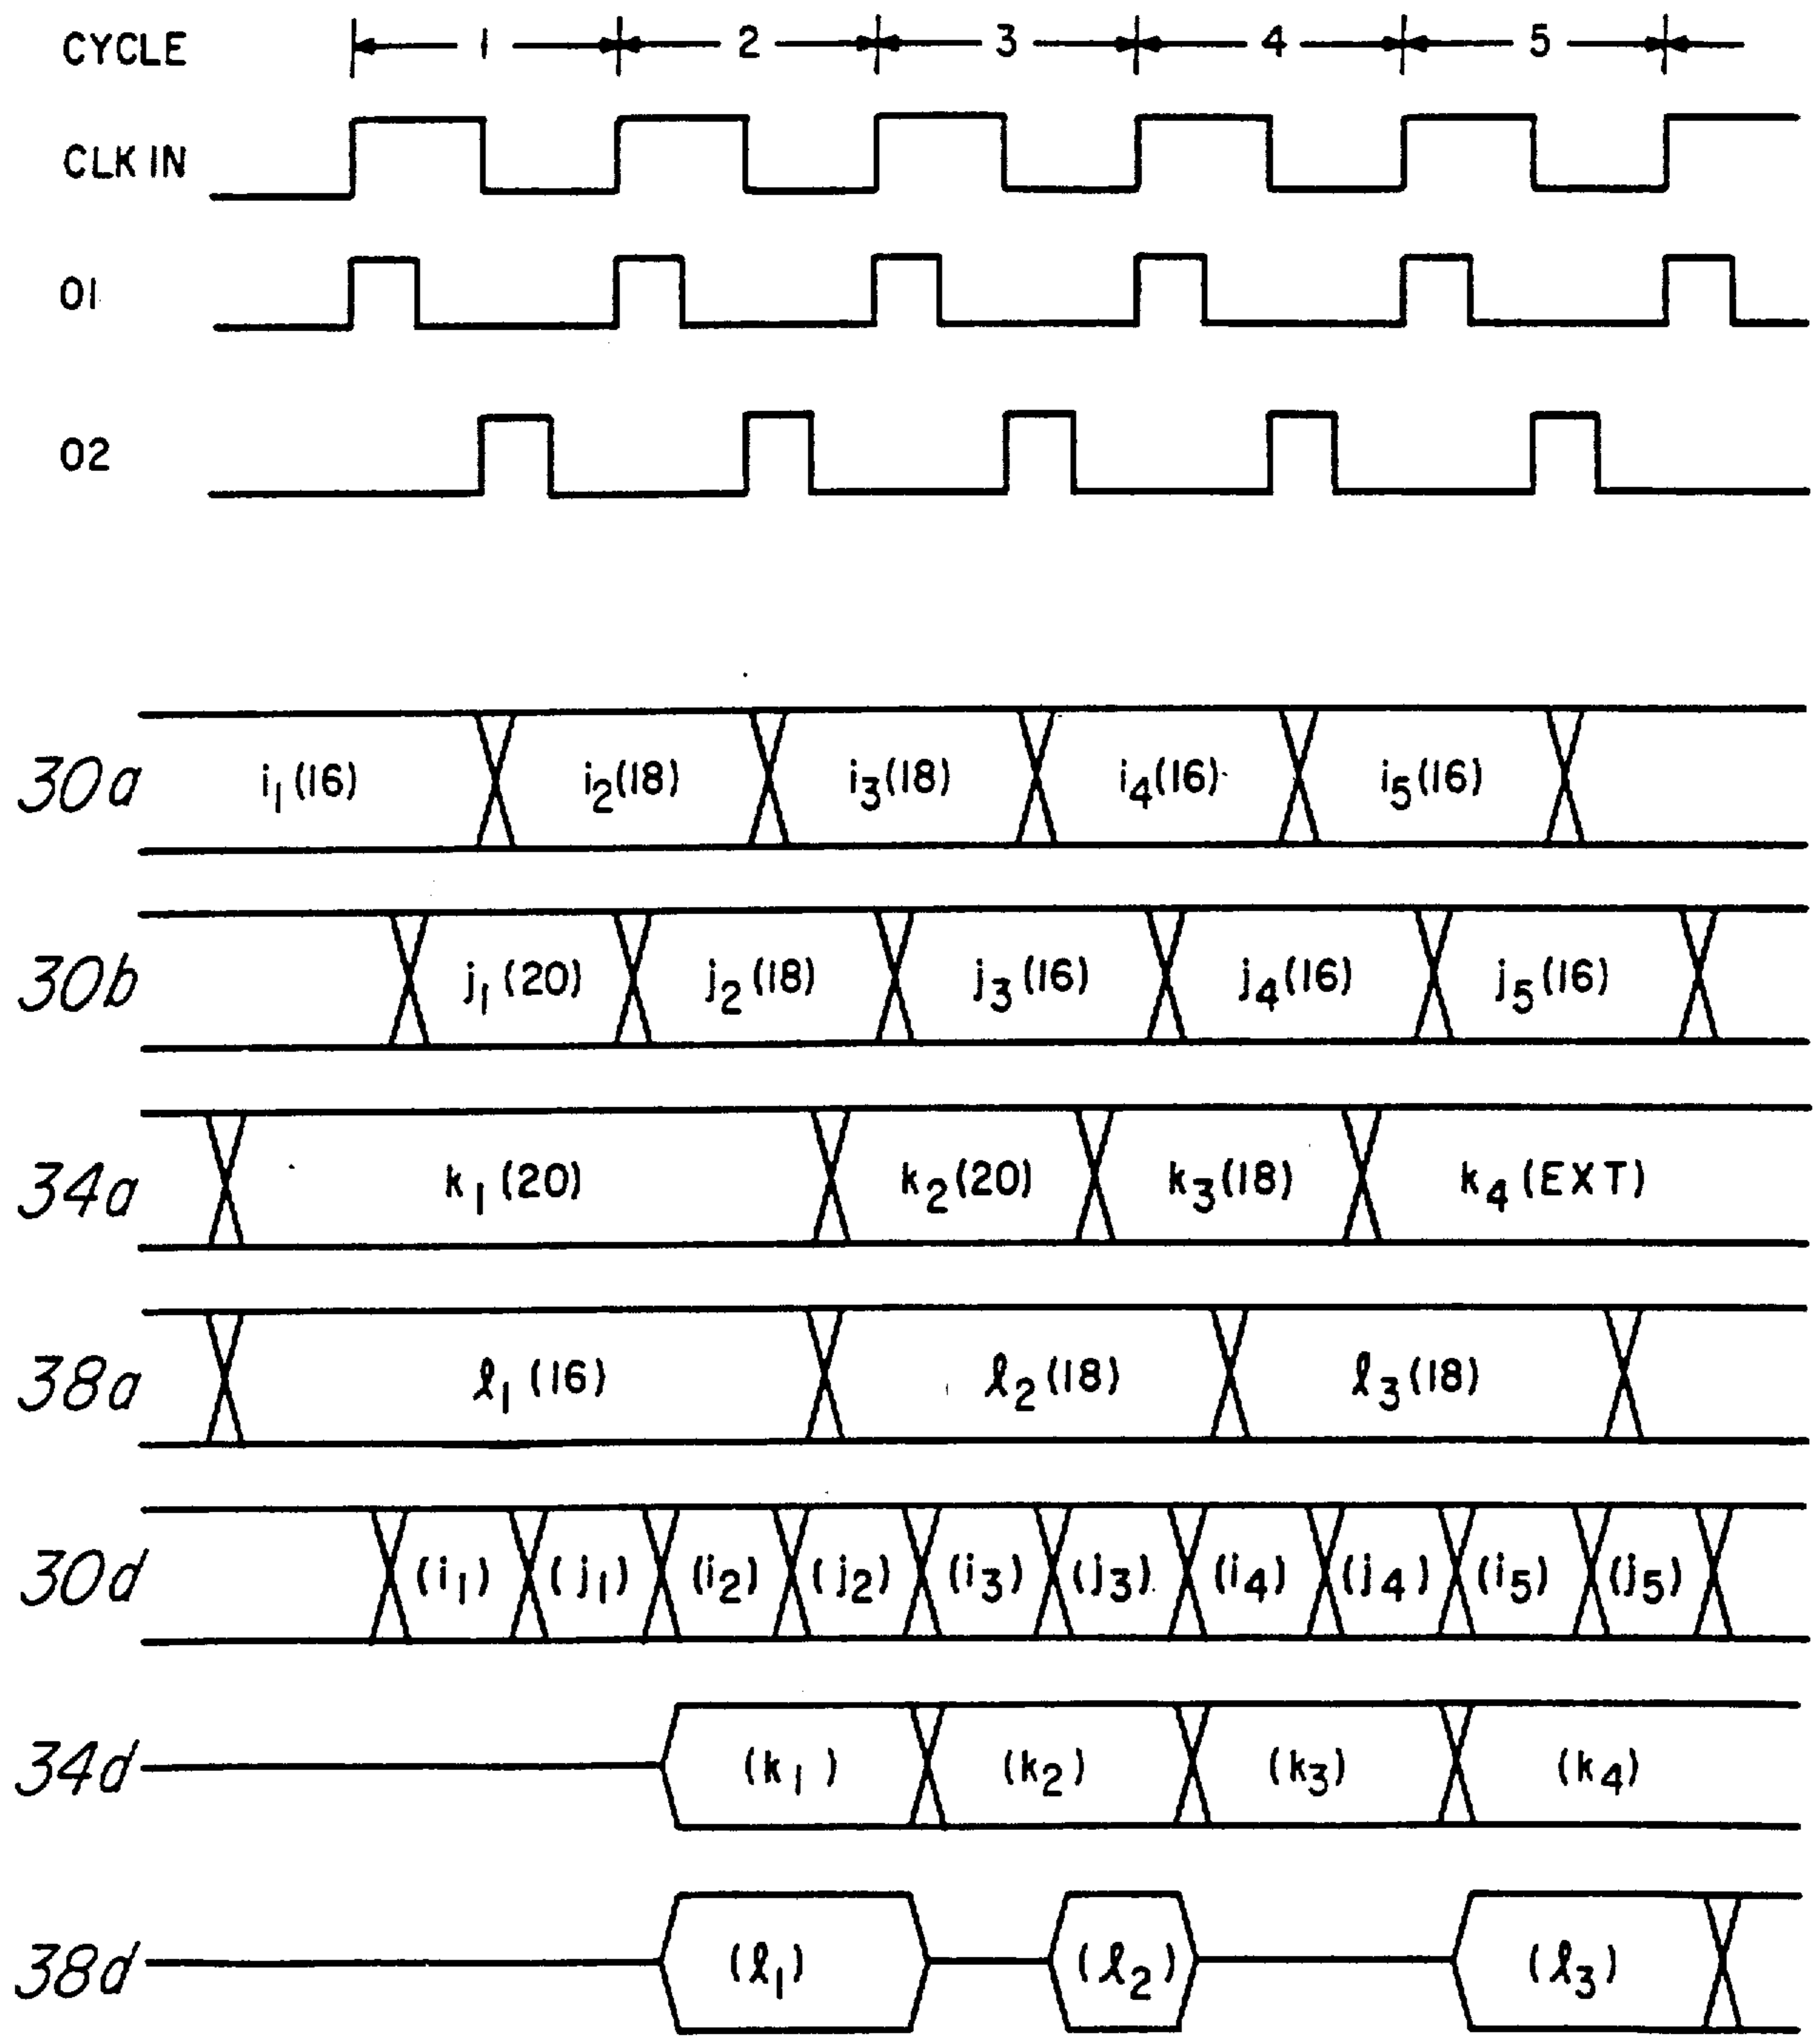 CYCLE 1 2 3 4 5
CLK IN
01
02
30a i₁(16) i₂(18) i₃(18) i₄(16) i₅(16)
30b j₁(20) j₂(18) j₃(16) j₄(16) j₅(16)
34a k₁(20) k₂(20) k₃(18) k₄(EXT)
38a ℓ₁(16) ℓ₂(18) ℓ₃(18)
30d (i₁) (j₁) (i₂) (j₂) (i₃) (j₃) (i₄) (j₄) (i₅) (j₅)
34d (k₁) (k₂) (k₃) (k₄)
38d (ℓ₁) (ℓ₂) (ℓ₃)